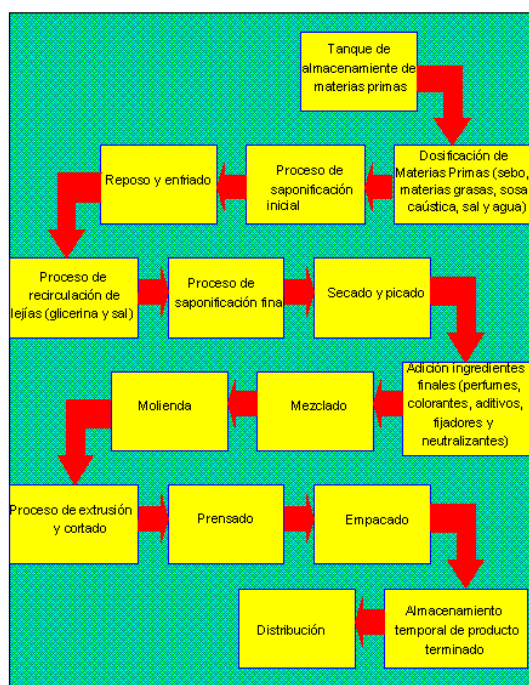 Tanque de
almacenamiento de
materias primas
Dosificación de
Materias Primas (sebo,
materias grasas, sosa
caústica, sal y agua)
Proceso de
saponificación
inicial
Reposo y enfriado
Proceso de
recirculación de
lejías (glicerina y sal)
Proceso de
saponificación fina
Secado y picado
Adición ingredientes
finales (perfumes,
colorantes, aditivos,
fijadores y
neutralizantes)
Mezclado
Molienda
Proceso de extrusión
y cortado
Prensado
Empacado
Almacenamiento
temporal de producto
terminado
Distribución